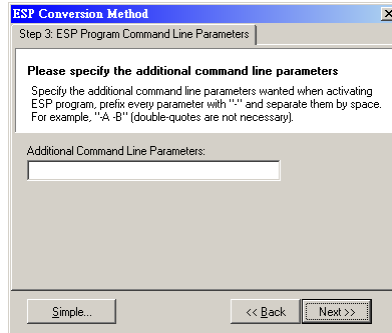 ESP Conversion Method
Step 3: ESP Program Command Line Parameters
Please specify the additional command line parameters
Specify the additional command line parameters wanted when activating
ESP program, prefix every parameter with "-" and separate them by space.
For example, "-A -B" (double-quotes are not necessary).
Additional Command Line Parameters:
Simple...
<< Back
Next >>